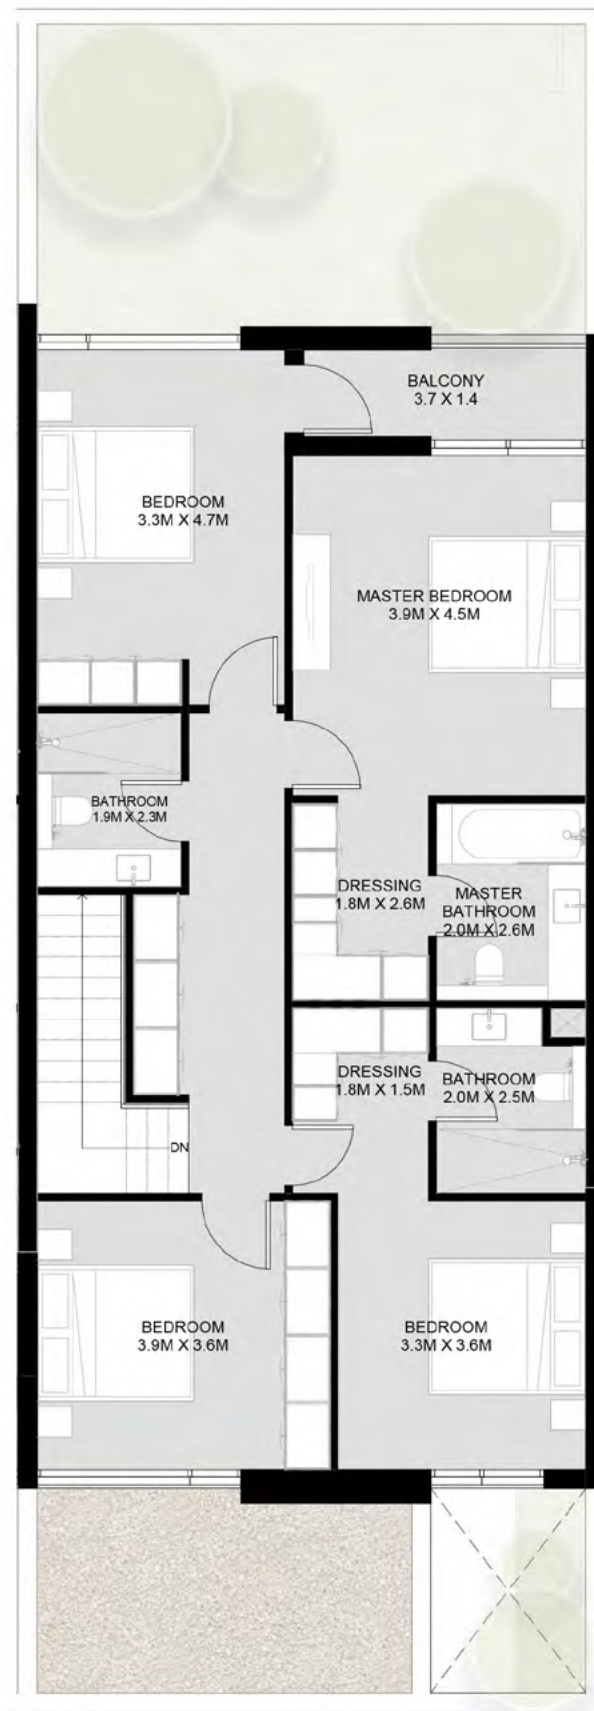 BALCONY
3.7 X 1.4
BEDROOM
3.3M X 4.7M
MASTER BEDROOM
3.9M X 4.5M
BATHROOM
1.9M X 2.3M
DRESSING
1.8M X 2.6M
MASTER
BATHROOM
2.0M X 2.6M
DRESSING
1.8M X 1.5M
BATHROOM
2.0M X 2.5M
DN
BEDROOM
3.9M X 3.6M
BEDROOM
3.3M X 3.6M